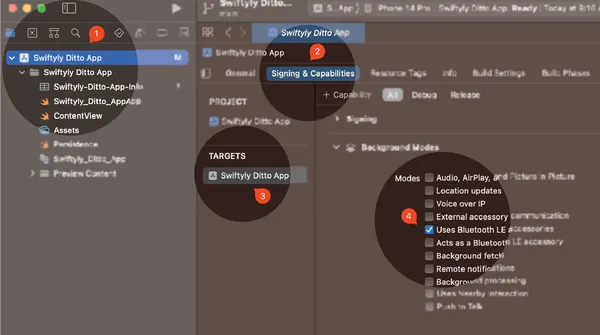 Swiftyly Ditto...
main
S...App
iPhone 14 Pro
Swiftyly Ditto App: Ready | Today at 9:16
1
Swiftyly Ditto App
2
Swiftyly Ditto App M
Swiftyly Ditto App
Swiftyly Ditto App
General
Signing & Capabilities
Resource Tags
Info
Build Settings
Build Phases
Swiftyly-Ditto-App-Info
Swiftyly_Ditto_AppApp
ContentView
Assets
Persistence
Swiftyly_Ditto_App
Preview Content
PROJECT
Swiftyly Ditto App
TARGETS
Swiftyly Ditto App
3
+ Capability
All
Debug
Release
Signing
Background Modes
Modes
Audio, AirPlay, and Picture in Picture
Location updates
Voice over IP
4
External accessory communication
Uses Bluetooth LE accessories
Acts as a Bluetooth LE accessory
Background fetch
Remote notifications
Background processing
Uses Nearby Interaction
Push to Talk